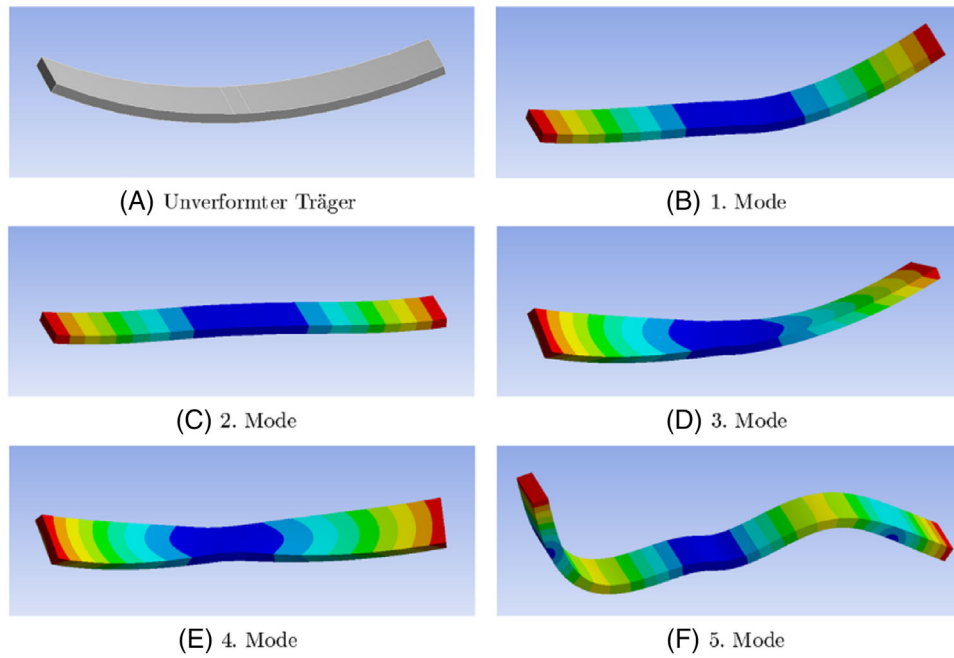 (A) Unverformter Träger
(B) 1. Mode
(C) 2. Mode
(D) 3. Mode
(E) 4. Mode
(F) 5. Mode